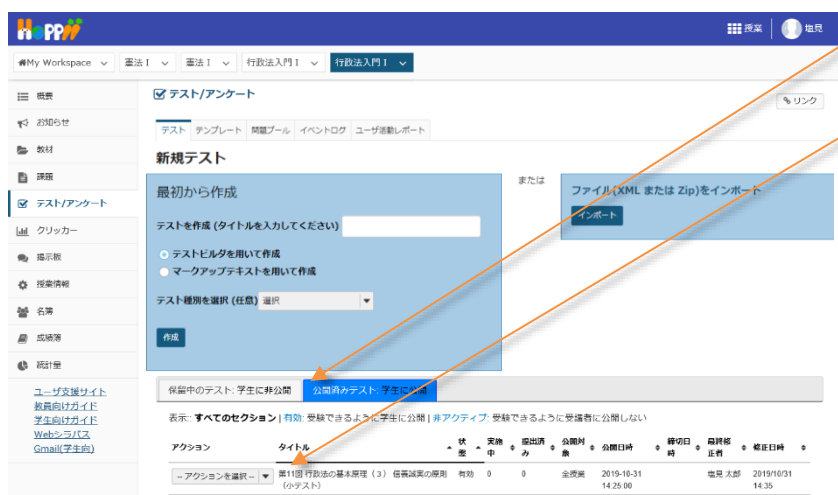 Hoppii
授業
塩見
My Workspace
憲法 I
憲法 I
行政法入門 I
行政法入門 I
概要
お知らせ
教材
課題
テスト/アンケート
クリッカー
掲示板
授業情報
名簿
成績簿
統計量
ユーザ支援サイト
教員向けガイド
学生向けガイド
Webシラバス
Gmail(学生向)
テスト/アンケート
リンク
テスト
テンプレート
問題プール
イベントログ
ユーザ活動レポート
新規テスト
最初から作成
テストを作成 (タイトルを入力してください)
テストビルダを用いて作成
マークアップテキストを用いて作成
テスト種別を選択 (任意) 選択
作成
または
ファイル(XML または Zip)をインポート
インポート
保留中のテスト: 学生に非公開
公開済みテスト: 学生に公開
表示:: すべてのセクション | 有効: 受験できるように学生に公開 | 非アクティブ: 受験できるように受講者に公開しない
アクション
タイトル
状態
実施中
提出済み
公開対象
公開日時
締切日時
最終修正者
修正日時
-- アクションを選択 --
第11回 行政法の基本原理（３） 信義誠実の原則
（小テスト）
有効
0
0
全授業
2019-10-31
14:25:00
塩見 太郎
2019/10/31
14:35